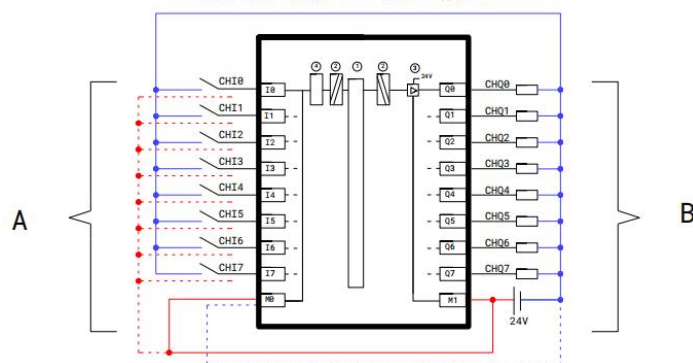 ④ ② ① ② ③
24V
CHI0 I0 Q0 CHQ0
CHI1 I1 Q1 CHQ1
CHI2 I2 Q2 CHQ2
CHI3 I3 Q3 CHQ3
CHI4 I4 Q4 CHQ4
A CHI5 I5 Q5 CHQ5 B
CHI6 I6 Q6 CHQ6
CHI7 I7 Q7 CHQ7
M0 M1
24V